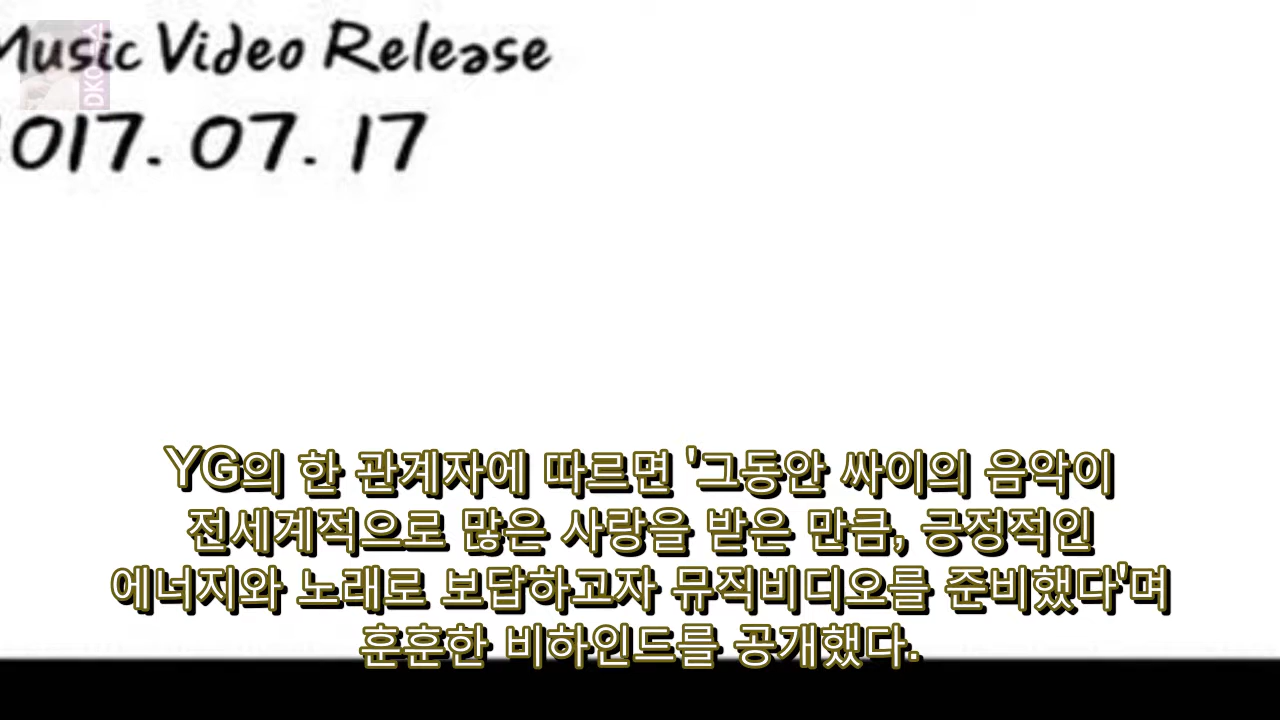 Music Video Release
2017. 07. 17
YG의 한 관계자에 따르면 '그동안 싸이의 음악이
전세계적으로 많은 사랑을 받은 만큼, 긍정적인
에너지와 노래로 보답하고자 뮤직비디오를 준비했다'며
훈훈한 비하인드를 공개했다.